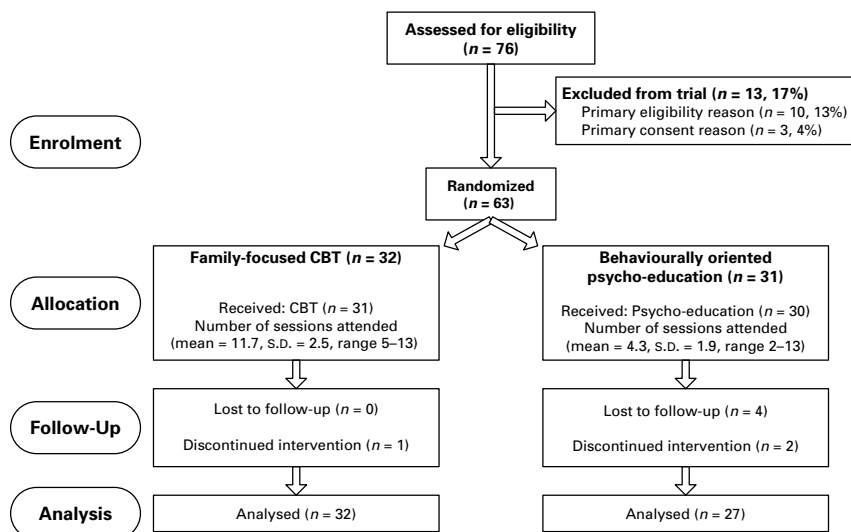 Assessed for eligibility
(n = 76)
Excluded from trial (n = 13, 17%)
Primary eligibility reason (n = 10, 13%)
Primary consent reason (n = 3, 4%)
Enrolment
Randomized
(n = 63)
Family-focused CBT (n = 32)
Received: CBT (n = 31)
Number of sessions attended
(mean = 11.7, S.D. = 2.5, range 5–13)
Behaviourally oriented
psycho-education (n = 31)
Received: Psycho-education (n = 30)
Number of sessions attended
(mean = 4.3, S.D. = 1.9, range 2–13)
Allocation
Lost to follow-up (n = 0)
Discontinued intervention (n = 1)
Lost to follow-up (n = 4)
Discontinued intervention (n = 2)
Follow-Up
Analysis
Analysed (n = 32)
Analysed (n = 27)